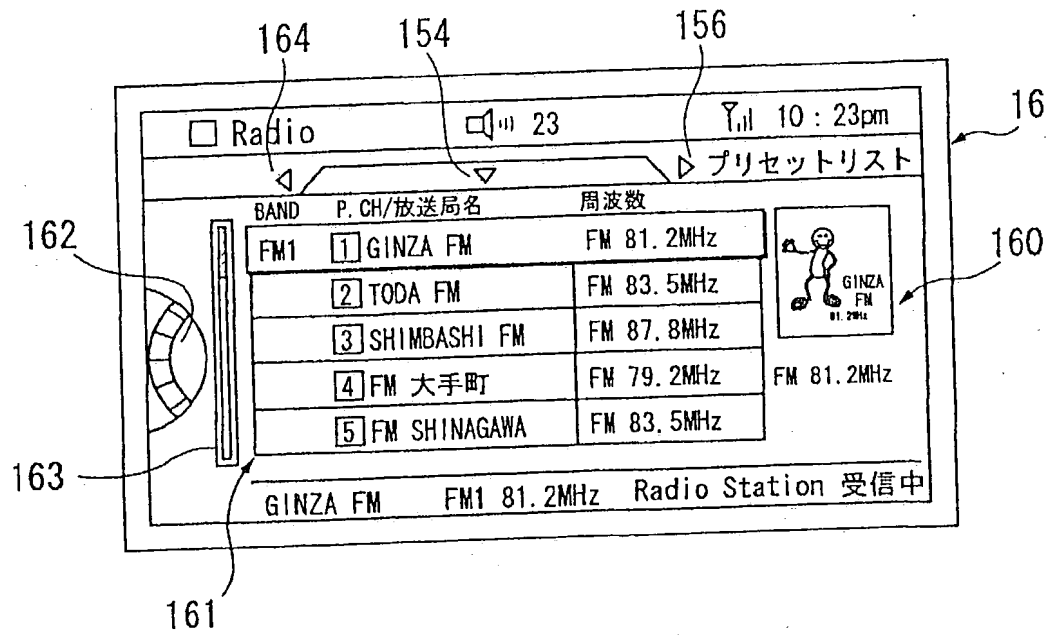 164 154 156
16
□ Radio 23 10:23pm
◁ ▽ ▷ プリセットリスト
BAND P.CH/放送局名 周波数
FM1 1 GINZA FM FM 81.2MHz
2 TODA FM FM 83.5MHz
3 SHIMBASHI FM FM 87.8MHz
4 FM 大手町 FM 79.2MHz
5 FM SHINAGAWA FM 83.5MHz
GINZA
FM
81.2MHz
FM 81.2MHz
162
160
163
161
GINZA FM FM1 81.2MHz Radio Station 受信中